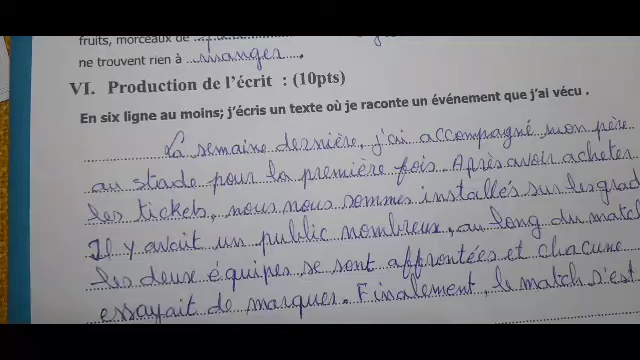 fruits, morceaux de
ne trouvent rien à manger.
VI. Production de l'écrit : (10pts)
En six ligne au moins; j'écris un texte où je raconte un événement que j'ai vécu .
La semaine dernière, j'ai accompagné mon père
au stade pour la première fois. Après avoir acheter
les tickets, nous nous sommes installés sur les grad
Il y avait un public nombreux, au long du match
les deux équipes se sont affrontées et chacune
essayait de marquer. Finalement, le match s'est